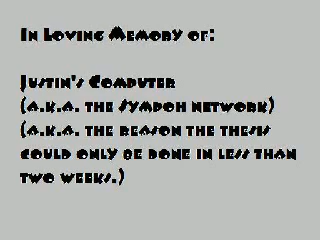 In Loving Memory of:
Justin's Computer
(a.k.a. the Sympoh network)
(a.k.a. the reason the thesis
could only be done in less than
two weeks.)